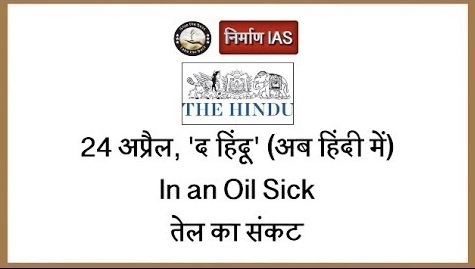 निर्माण IAS
THE HINDU
24 अप्रैल, 'द हिंदू' (अब हिंदी में)
In an Oil Sick
तेल का संकट